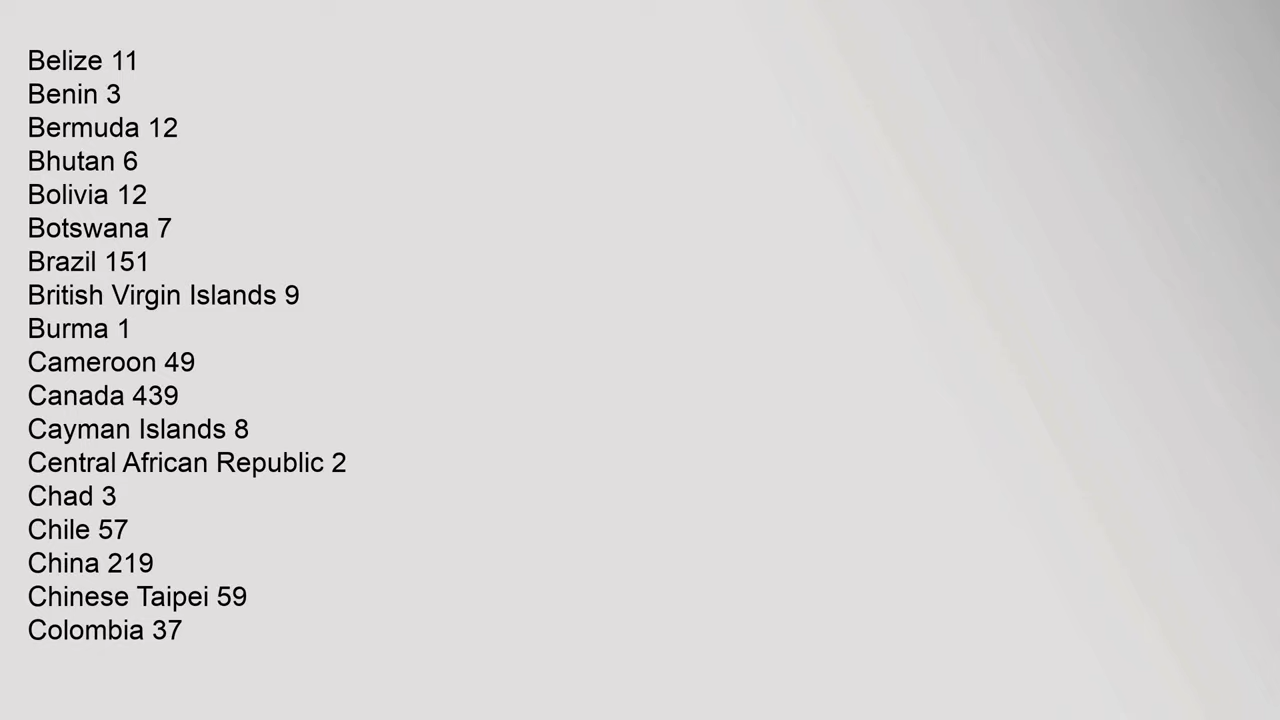 Belize 11
Benin 3
Bermuda 12
Bhutan 6
Bolivia 12
Botswana 7
Brazil 151
British Virgin Islands 9
Burma 1
Cameroon 49
Canada 439
Cayman Islands 8
Central African Republic 2
Chad 3
Chile 57
China 219
Chinese Taipei 59
Colombia 37